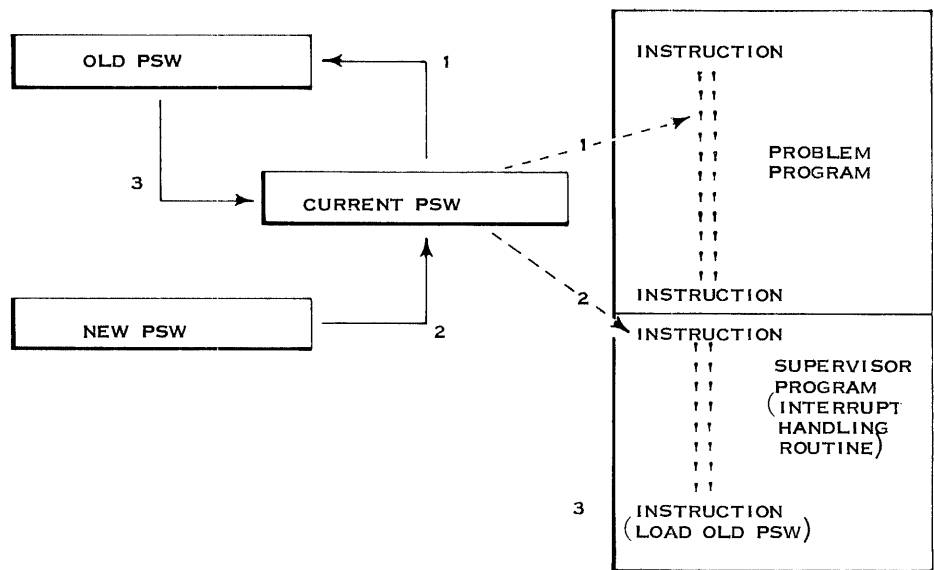 OLD PSW
1
3
CURRENT PSW
NEW PSW
2
1
2
INSTRUCTION
PROBLEM
PROGRAM
INSTRUCTION
INSTRUCTION
SUPERVISOR
PROGRAM
(INTERRUPT
HANDLING
ROUTINE)
3
INSTRUCTION
(LOAD OLD PSW)